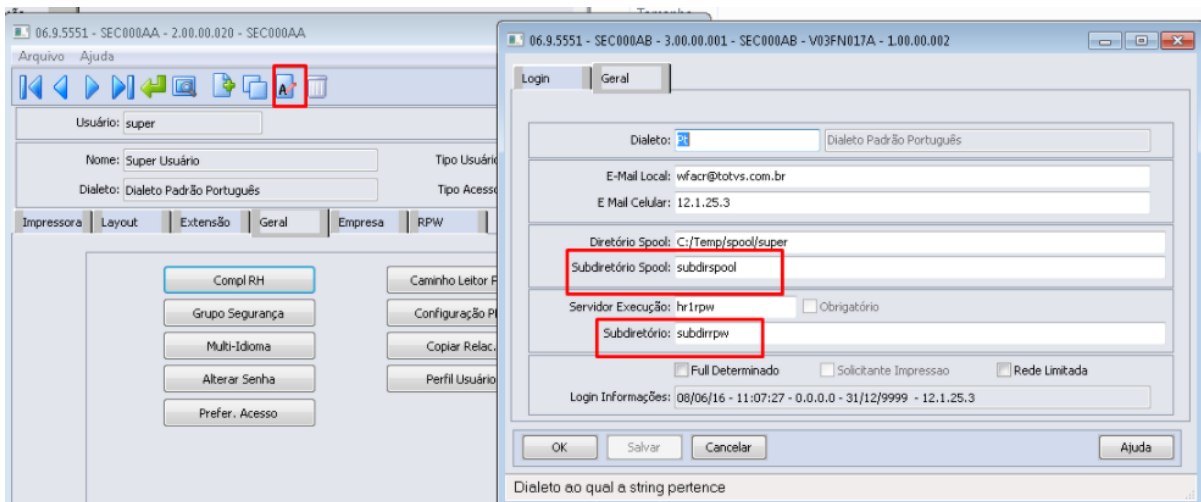 Tamanho
06.9.5551 - SEC000AA - 2.00.00.020 - SEC000AA
Arquivo Ajuda
Usuário: super
Nome: Super Usuário
Tipo Usuário
Dialeto: Dialeto Padrão Português
Tipo Acesso
Impressora Layout Extensão Geral Empresa RPW
Compl RH
Caminho Leitor F
Grupo Segurança
Configuração P
Multi-Idioma
Copiar Relac.
Alterar Senha
Perfil Usuário
Prefer. Acesso
06.9.5551 - SEC000AB - 3.00.00.001 - SEC000AB - V03FN017A - 1.00.00.002
Login Geral
Dialeto: Pt Dialeto Padrão Português
E-Mail Local: wfacr@totvs.com.br
E Mail Celular: 12.1.25.3
Diretório Spool: C:/Temp/spool/super
Subdiretório Spool: subdirspool
Servidor Execução: hr1rpw Obrigatório
Subdiretório: subdirrpw
Full Determinado Solicitante Impressao Rede Limitada
Login Informações: 08/06/16 - 11:07:27 - 0.0.0.0 - 31/12/9999 - 12.1.25.3
OK Salvar Cancelar Ajuda
Dialeto ao qual a string pertence